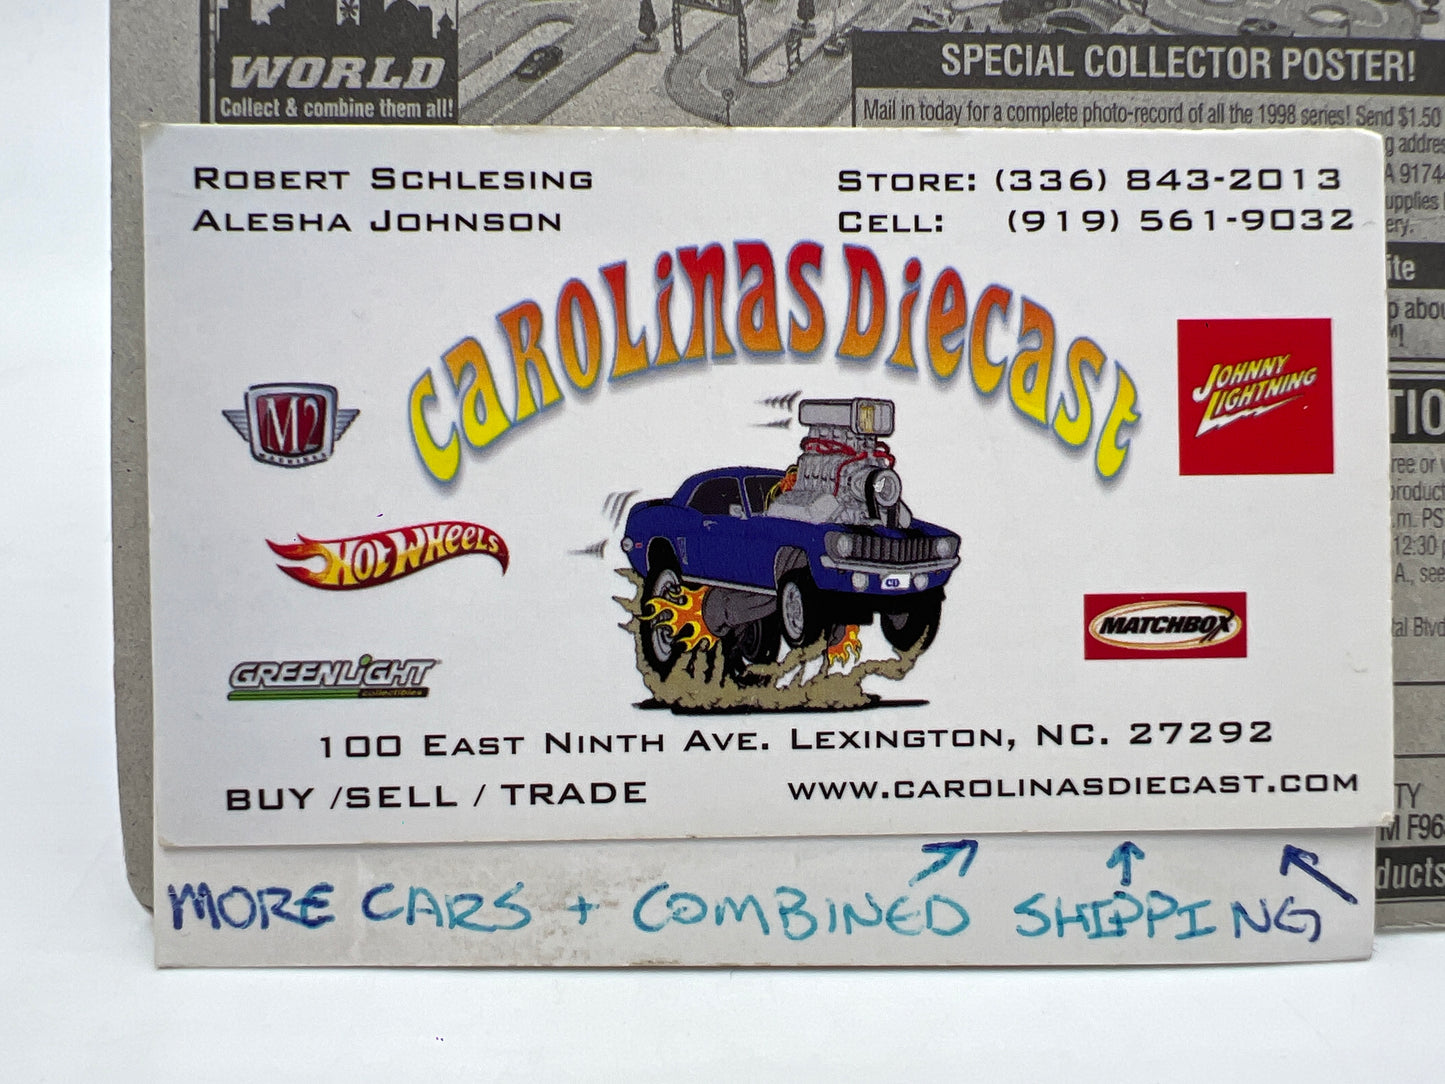 WORLD
Collect & combine them all!
SPECIAL COLLECTOR POSTER!
Mail in today for a complete photo-record of all the 1998 series! Send $1.50
ROBERT SCHLESING
ALESHA JOHNSON
STORE: (336) 843-2013
CELL: (919) 561-9032
CAROLINAS DIECAST
M2
MACHINES
JOHNNY
LIGHTNING
HOT WHEELS
CD
MATCHBOX
GREENLIGHT
collectibles
100 EAST NINTH AVE. LEXINGTON, NC. 27292
BUY /SELL / TRADE
WWW.CAROLINASDIECAST.COM
MORE CARS + COMBINED SHIPPING